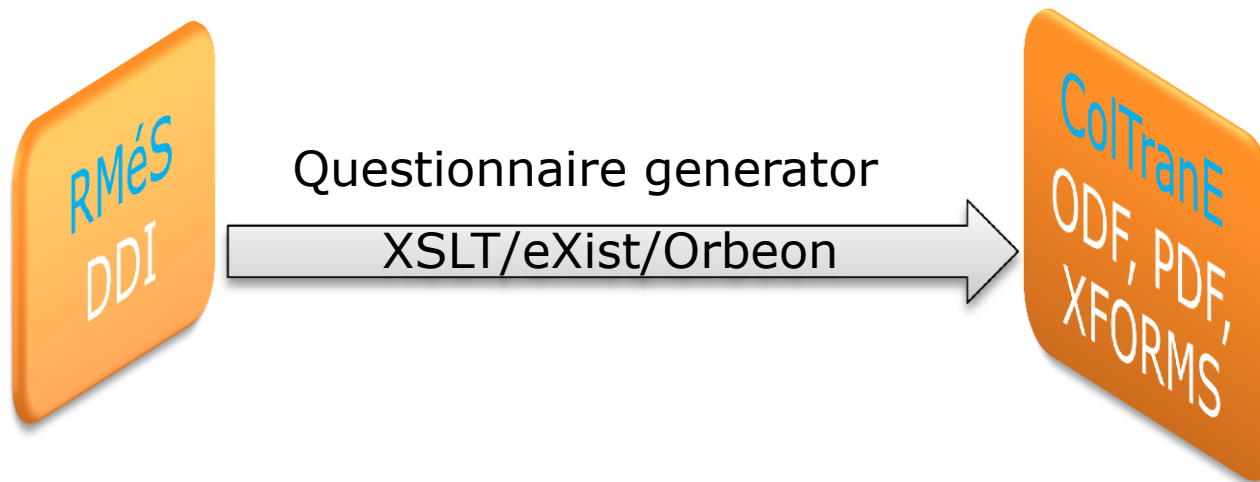 RMéS
DDI
Questionnaire generator
XSLT/eXist/Orbeon
ColTranE
ODF, PDF,
XFORMS